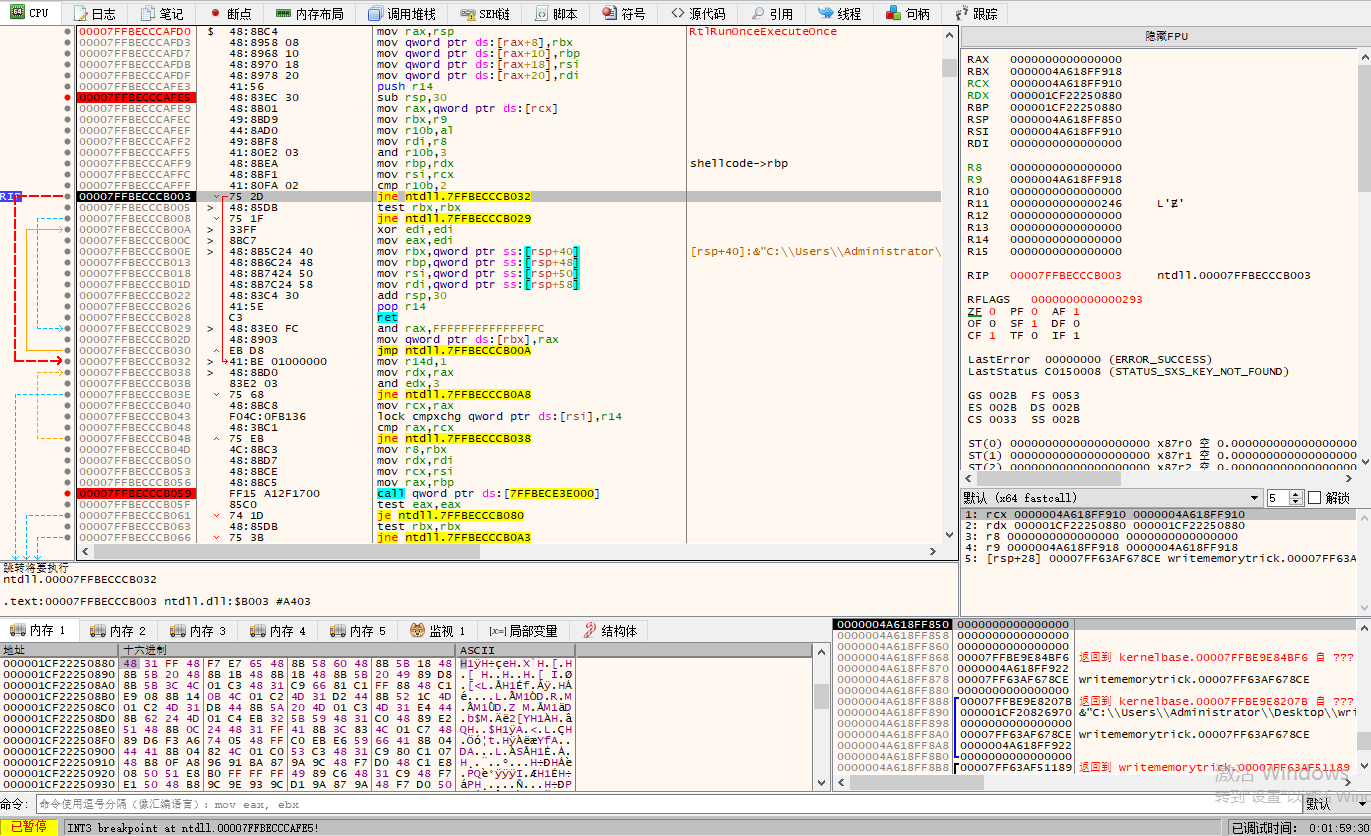 CPU 日志 笔记 断点 内存布局 调用堆栈 SEH链 脚本 符号 源代码 引用 线程 句柄 跟踪
00007FFBECCCAFD0 $ 48:8BC4 mov rax,rsp RtlRunOnceExecuteOnce
00007FFBECCCAFD3 48:8958 08 mov qword ptr ds:[rax+8],rbx
00007FFBECCCAFD7 48:8968 10 mov qword ptr ds:[rax+10],rbp
00007FFBECCCAFDB 48:8970 18 mov qword ptr ds:[rax+18],rsi
00007FFBECCCAFDF 48:8978 20 mov qword ptr ds:[rax+20],rdi
00007FFBECCCAFE3 41:56 push r14
00007FFBECCCAFE5 48:83EC 30 sub rsp,30
00007FFBECCCAFE9 48:8B01 mov rax,qword ptr ds:[rcx]
00007FFBECCCAFEC 49:8BD9 mov rbx,r9
00007FFBECCCAFEF 44:8AD0 mov r10b,al
00007FFBECCCAFF2 49:8BF8 mov rdi,r8
00007FFBECCCAFF5 41:80E2 03 and r10b,3
00007FFBECCCAFF9 48:8BEA mov rbp,rdx shellcode->rbp
00007FFBECCCAFFC 48:8BF1 mov rsi,rcx
00007FFBECCCAFFF 41:80FA 02 cmp r10b,2
RIP 00007FFBECCCB003 75 2D jne ntdll.7FFBECCCB032
00007FFBECCCB005 > 48:85DB test rbx,rbx
00007FFBECCCB008 75 1F jne ntdll.7FFBECCCB029
00007FFBECCCB00A > 33FF xor edi,edi
00007FFBECCCB00C > 8BC7 mov eax,edi
00007FFBECCCB00E > 48:8B5C24 40 mov rbx,qword ptr ss:[rsp+40] [rsp+40]:&"C:\\Users\\Administrator\
00007FFBECCCB013 48:8B6C24 48 mov rbp,qword ptr ss:[rsp+48]
00007FFBECCCB018 48:8B7424 50 mov rsi,qword ptr ss:[rsp+50]
00007FFBECCCB01D 48:8B7C24 58 mov rdi,qword ptr ss:[rsp+58]
00007FFBECCCB022 48:83C4 30 add rsp,30
00007FFBECCCB026 41:5E pop r14
00007FFBECCCB028 C3 ret
00007FFBECCCB029 > 48:83E0 FC and rax,FFFFFFFFFFFFFFFC
00007FFBECCCB02D 48:8903 mov qword ptr ds:[rbx],rax
00007FFBECCCB030 EB D8 jmp ntdll.7FFBECCCB00A
00007FFBECCCB032 > 41:BE 01000000 mov r14d,1
00007FFBECCCB038 > 48:8BD0 mov rdx,rax
00007FFBECCCB03B 83E2 03 and edx,3
00007FFBECCCB03E 75 68 jne ntdll.7FFBECCCB0A8
00007FFBECCCB040 48:8BC8 mov rcx,rax
00007FFBECCCB043 F04C:0FB136 lock cmpxchg qword ptr ds:[rsi],r14
00007FFBECCCB048 48:3BC1 cmp rax,rcx
00007FFBECCCB04B 75 EB jne ntdll.7FFBECCCB038
00007FFBECCCB04D 4C:8BC3 mov r8,rbx
00007FFBECCCB050 48:8BD7 mov rdx,rdi
00007FFBECCCB053 48:8BCE mov rcx,rsi
00007FFBECCCB056 48:8BC5 mov rax,rbp
00007FFBECCCB059 FF15 A12F1700 call qword ptr ds:[7FFBECE3E000]
00007FFBECCCB05F 85C0 test eax,eax
00007FFBECCCB061 74 1D je ntdll.7FFBECCCB080
00007FFBECCCB063 48:85DB test rbx,rbx
00007FFBECCCB066 75 3B jne ntdll.7FFBECCCB0A3
隐藏FPU
RAX 0000000000000000
RBX 0000004A618FF918
RCX 0000004A618FF910
RDX 000001CF22250880
RBP 000001CF22250880
RSP 0000004A618FF850
RSI 0000004A618FF910
RDI 0000000000000000
R8 0000000000000000
R9 0000004A618FF918
R10 0000000000000000
R11 0000000000000246 L'Ɇ'
R12 0000000000000000
R13 0000000000000000
R14 0000000000000000
R15 0000000000000000
RIP 00007FFBECCCB003 ntdll.00007FFBECCCB003
RFLAGS 0000000000000293
ZF 0 PF 0 AF 1
OF 0 SF 1 DF 0
CF 1 TF 0 IF 1
LastError 00000000 (ERROR_SUCCESS)
LastStatus C0150008 (STATUS_SXS_KEY_NOT_FOUND)
GS 002B FS 0053
ES 002B DS 002B
CS 0033 SS 002B
ST(0) 00000000000000000000 x87r0 空 0.000000000000000000
ST(1) 00000000000000000000 x87r1 空 0.000000000000000000
ST(2) 00000000000000000000 x87r2 空 0.000000000000000000
默认 (x64 fastcall) 5 解锁
1: rcx 0000004A618FF910 0000004A618FF910
2: rdx 000001CF22250880 000001CF22250880
3: r8 0000000000000000 0000000000000000
4: r9 0000004A618FF918 0000004A618FF918
5: [rsp+28] 00007FF63AF678CE writememorytrick.00007FF63A
跳转将要执行
ntdll.00007FFBECCCB032
.text:00007FFBECCCB003 ntdll.dll:$B003 #A403
内存 1 内存 2 内存 3 内存 4 内存 5 监视 1 [x=] 局部变量 结构体
地址 十六进制 ASCII
000001CF22250880 48 31 FF 48 F7 E7 65 48 8B 58 60 48 8B 5B 18 48 H1ÿH÷çeH.X`H.[.H
000001CF22250890 8B 5B 20 48 8B 1B 48 8B 1B 48 8B 5B 20 49 89 D8 .[ H..H..H.[ I.Ø
000001CF222508A0 8B 5B 3C 4C 01 C3 48 31 C9 66 81 C1 FF 88 48 C1 .[<L.ÃH1Éf.Áÿ.HÁ
000001CF222508B0 E9 08 8B 14 0B 4C 01 C2 4D 31 D2 44 8B 52 1C 4D é....L.ÂM1ÒD.R.M
000001CF222508C0 01 C2 4D 31 DB 44 8B 5A 20 4D 01 C3 4D 31 E4 44 .ÂM1ÛD.Z M.ÃM1äD
000001CF222508D0 8B 62 24 4D 01 C4 EB 32 5B 59 48 31 C0 48 89 E2 .b$M.Äë2[YH1ÀH.â
000001CF222508E0 51 48 8B 0C 24 48 31 FF 41 8B 3C 83 4C 01 C7 48 QH..$H1ÿA.<.L.ÇH
000001CF222508F0 89 D6 F3 A6 74 05 48 FF C0 EB E6 59 66 41 8B 04 .Öó¦t.HÿÀëæYfA..
000001CF22250900 44 41 8B 04 82 4C 01 C0 53 C3 48 31 C9 80 C1 07 DA...L.ÀSÃH1É.Á.
000001CF22250910 48 B8 0F A8 96 91 BA 87 9A 9C 48 F7 D0 48 C1 E8 H¸.¨..º...H÷ÐHÁè
000001CF22250920 08 50 51 E8 B0 FF FF FF 49 89 C6 48 31 C9 48 F7 .PQè°ÿÿÿI.ÆH1ÉH÷
000001CF22250930 E1 50 48 B8 9C 9E 93 9C D1 9A 87 9A 48 F7 D0 50 áPH¸....Ñ...H÷ÐP
0000004A618FF850 0000000000000000
0000004A618FF858 0000000000000000
0000004A618FF860 0000000000000000
0000004A618FF868 00007FFBE9E84BF6 返回到 kernelbase.00007FFBE9E84BF6 自 ???
0000004A618FF870 0000000000000000
0000004A618FF878 00007FF63AF678CE writememorytrick.00007FF63AF678CE
0000004A618FF880 0000000000000000
0000004A618FF888 00007FFBE9E8207B 返回到 kernelbase.00007FFBE9E8207B 自 ???
0000004A618FF890 000001CF20826970 &"C:\\Users\\Administrator\\Desktop\\wri
0000004A618FF898 0000000000000000
0000004A618FF8A0 00007FF63AF678CE writememorytrick.00007FF63AF678CE
0000004A618FF8A8 0000004A618FF922
0000004A618FF8B0 0000004A618FF922
0000004A618FF8B8 00007FF63AF51189 返回到 writememorytrick.00007FF63AF51189
激活 Windows
命令: 命令使用逗号分隔（像汇编语言）: mov eax, ebx 默认
已暂停 INT3 breakpoint at ntdll.00007FFBECCCAFE5! 已调试时间: 0:01:59:30